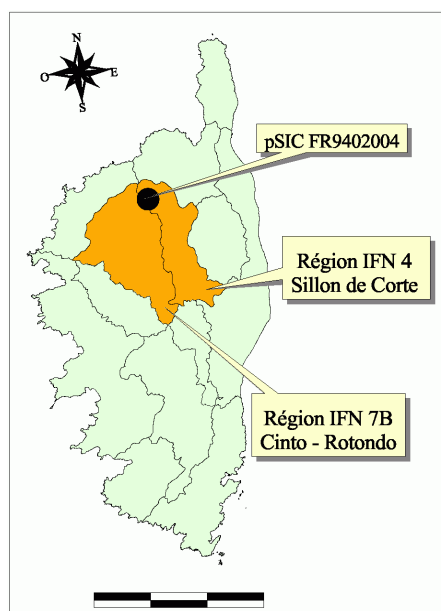 N
O
E
S
pSIC FR9402004
Région IFN 4
Sillon de Corte
Région IFN 7B
Cinto - Rotondo